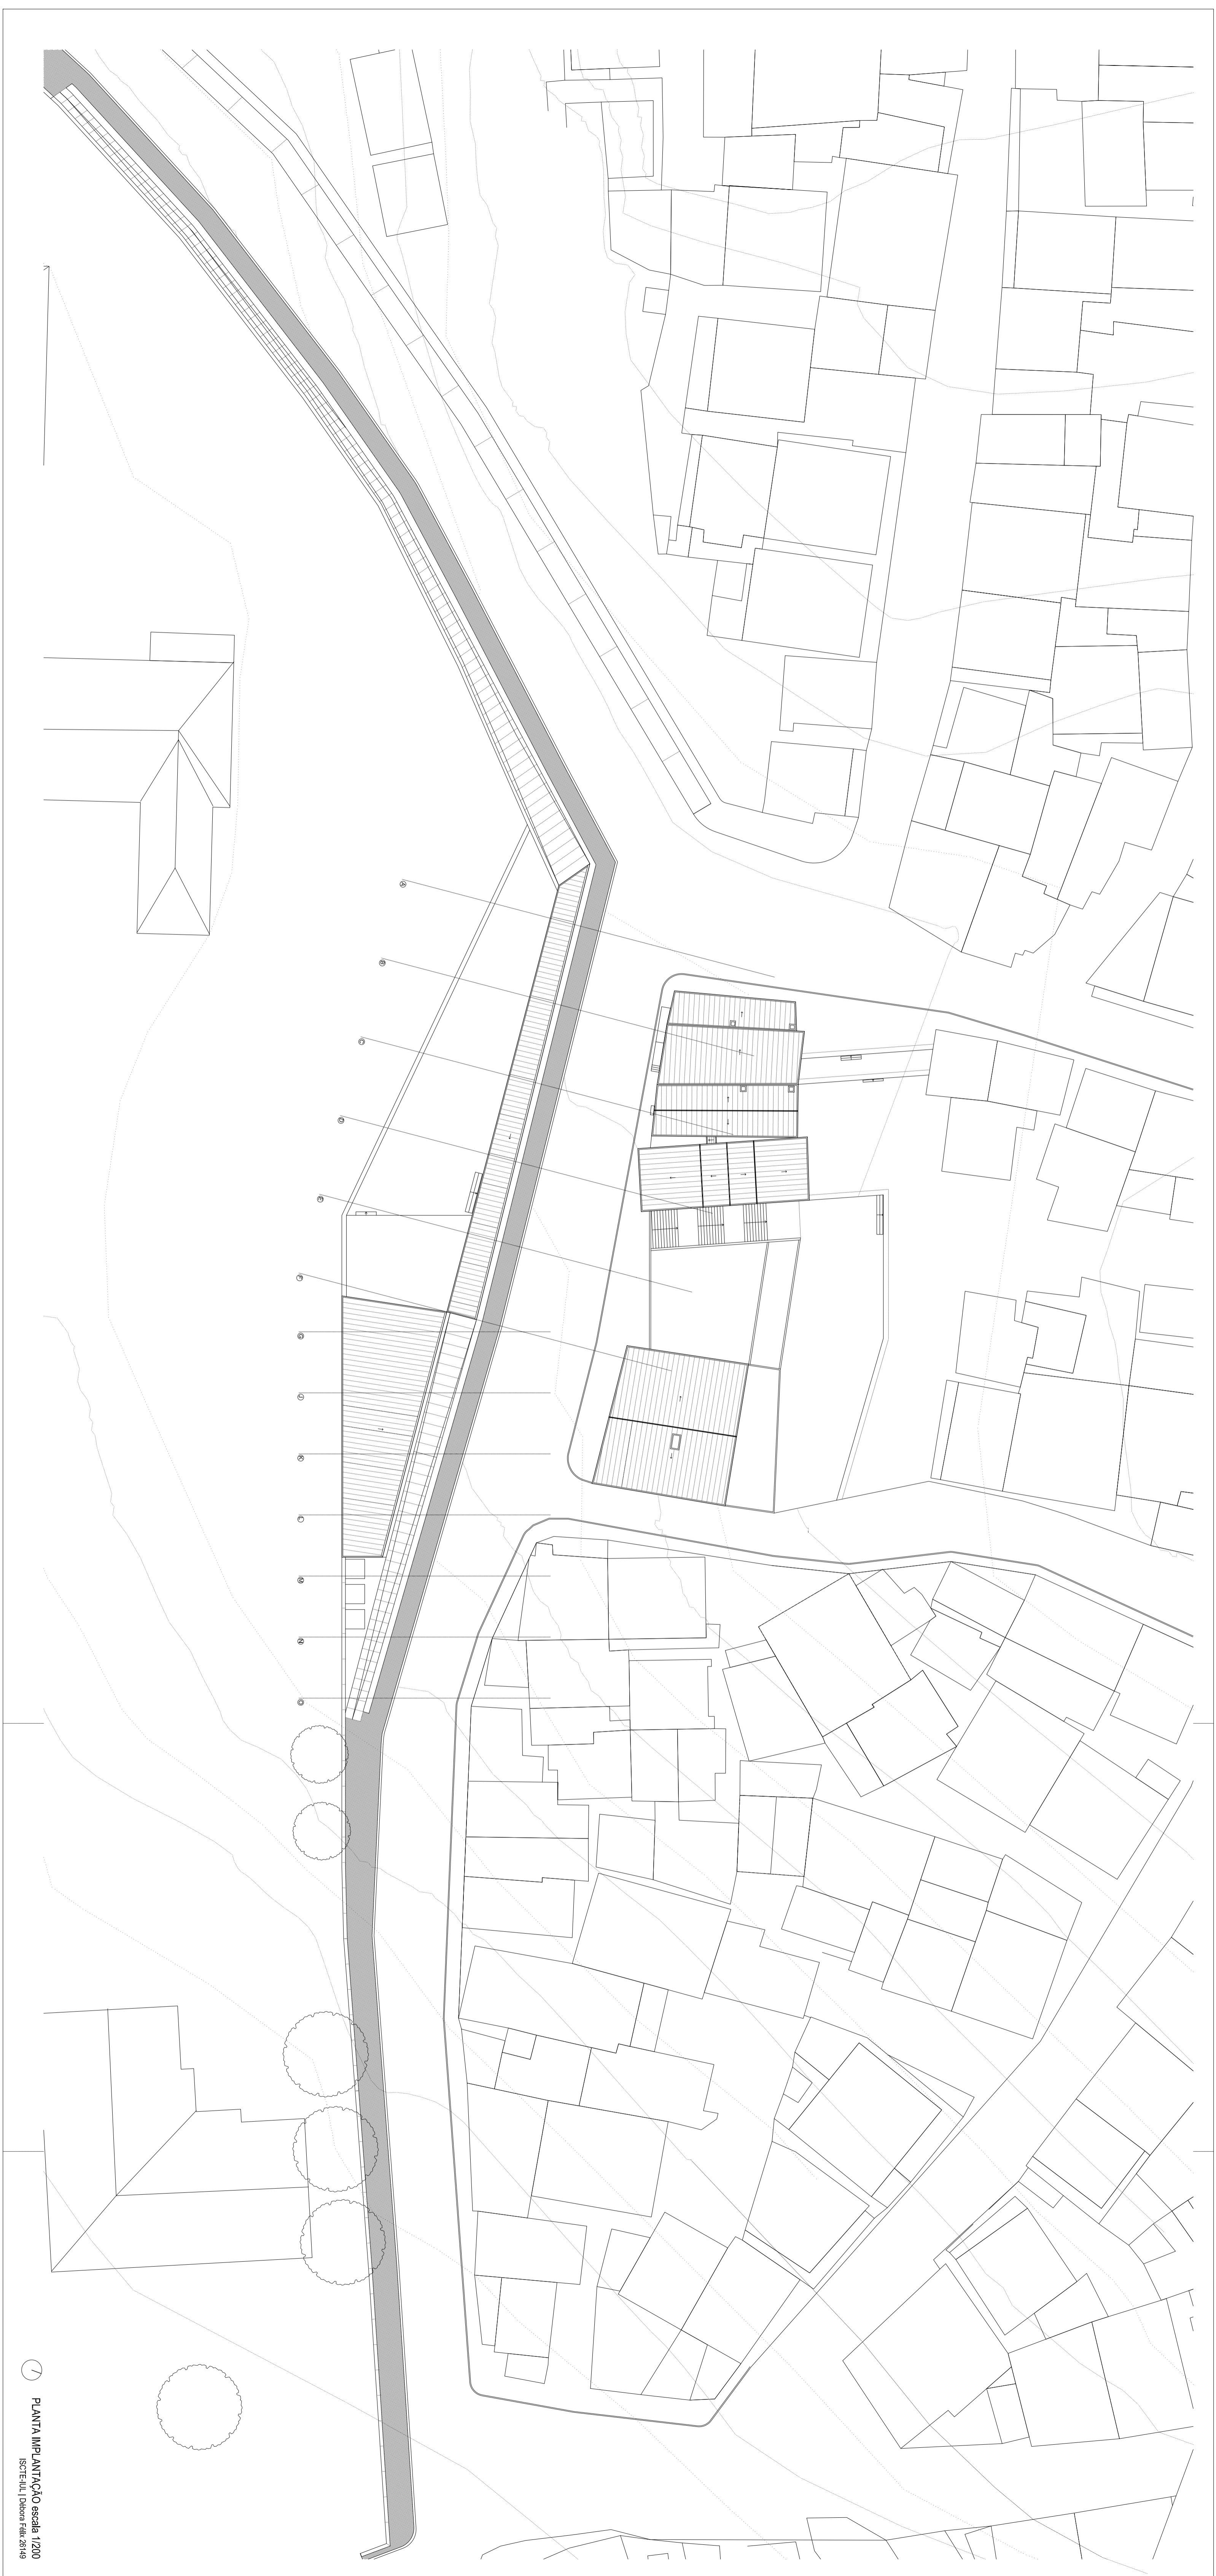 A
B
C
D
E
F
G
J
K
L
M
N
O
PLANTA IMPLANTAÇÃO escala 1/200
ISCTE-IUL | Débora Félix 26149